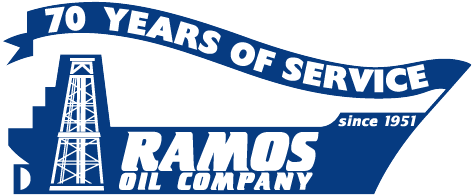 70 YEARS OF SERVICE
since 1951
RAMOS
OIL COMPANY